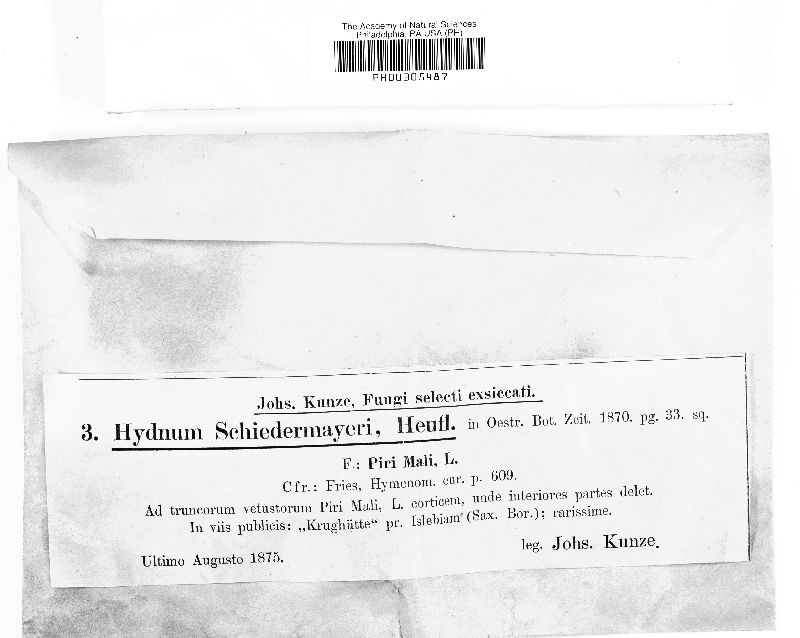 The Academy of Natural Sciences
Philadelphia, PA USA (PH)
PH00005487
Johs. Kunze, Fungi selecti exsiccati.
3. Hydnum Schiedermayeri, Heufl. in Oestr. Bot. Zeit. 1870. pg. 33. sq.
F.: Piri Mali, L.
Cfr.: Fries, Hymenom. eur. p. 609.
Ad truncorum vetustorum Piri Mali, L. corticem, unde interiores partes delet.
In viis publicis: „Krughütte“ pr. Islebiam (Sax. Bor.); rarissime.
Ultimo Augusto 1875.
leg. Johs. Kunze.